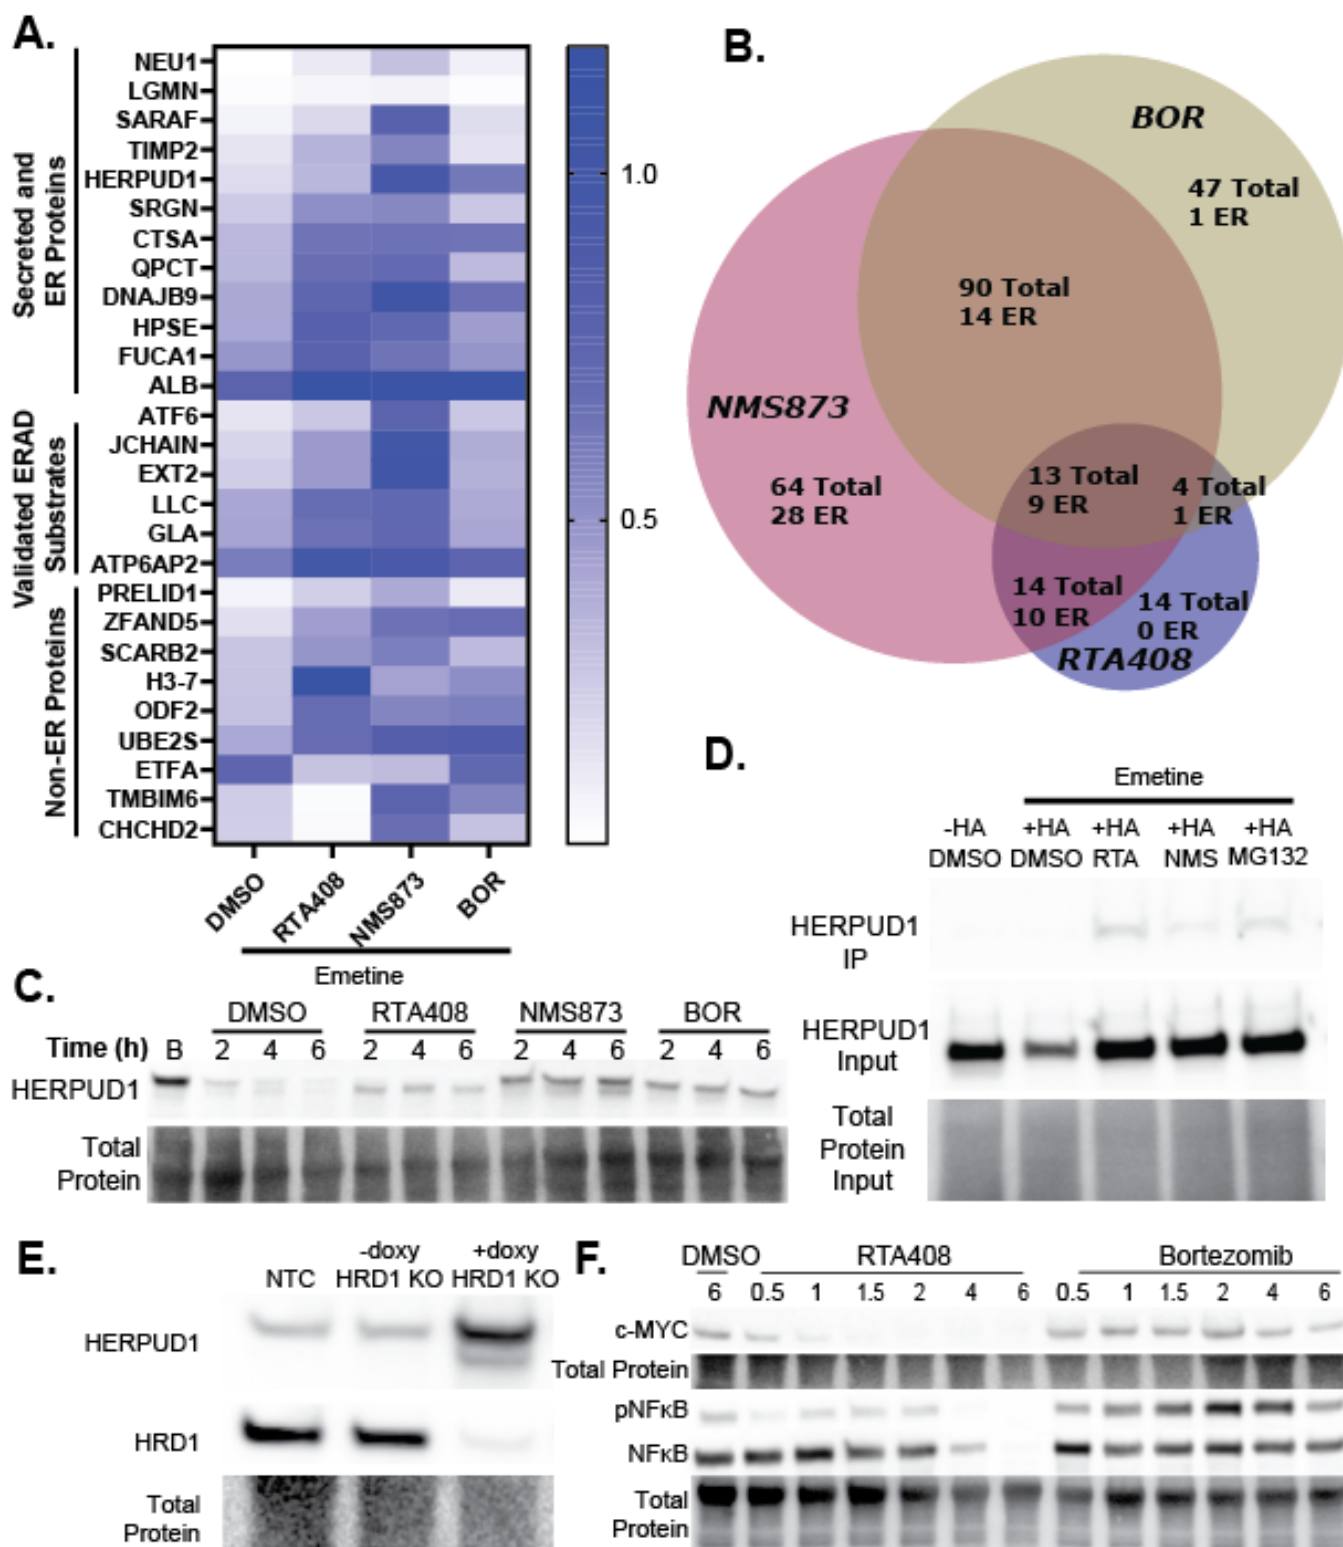 A.
Secreted and
ER Proteins
NEU1
LGMN
SARAF
TIMP2
HERPUD1
SRGN
CTSA
QPCT
DNAJB9
HPSE
FUCA1
ALB
Validated ERAD
Substrates
ATF6
JCHAIN
EXT2
LLC
GLA
ATP6AP2
Non-ER Proteins
PRELID1
ZFAND5
SCARB2
H3-7
ODF2
UBE2S
ETFA
TMBIM6
CHCHD2
1.0
0.5
DMSO
RTA408
NMS873
BOR
Emetine
B.
BOR
47 Total
1 ER
90 Total
14 ER
NMS873
64 Total
28 ER
13 Total
9 ER
4 Total
1 ER
14 Total
10 ER
14 Total
0 ER
RTA408
C.
DMSO RTA408 NMS873 BOR
Time (h) B 2 4 6 2 4 6 2 4 6 2 4 6
HERPUD1
Total
Protein
D.
Emetine
-HA +HA +HA +HA +HA
DMSO DMSO RTA NMS MG132
HERPUD1
IP
HERPUD1
Input
Total
Protein
Input
E.
-doxy +doxy
NTC HRD1 KO HRD1 KO
HERPUD1
HRD1
Total
Protein
F.
DMSO RTA408 Bortezomib
6 0.5 1 1.5 2 4 6 0.5 1 1.5 2 4 6
c-MYC
Total Protein
pNFκB
NFκB
Total
Protein